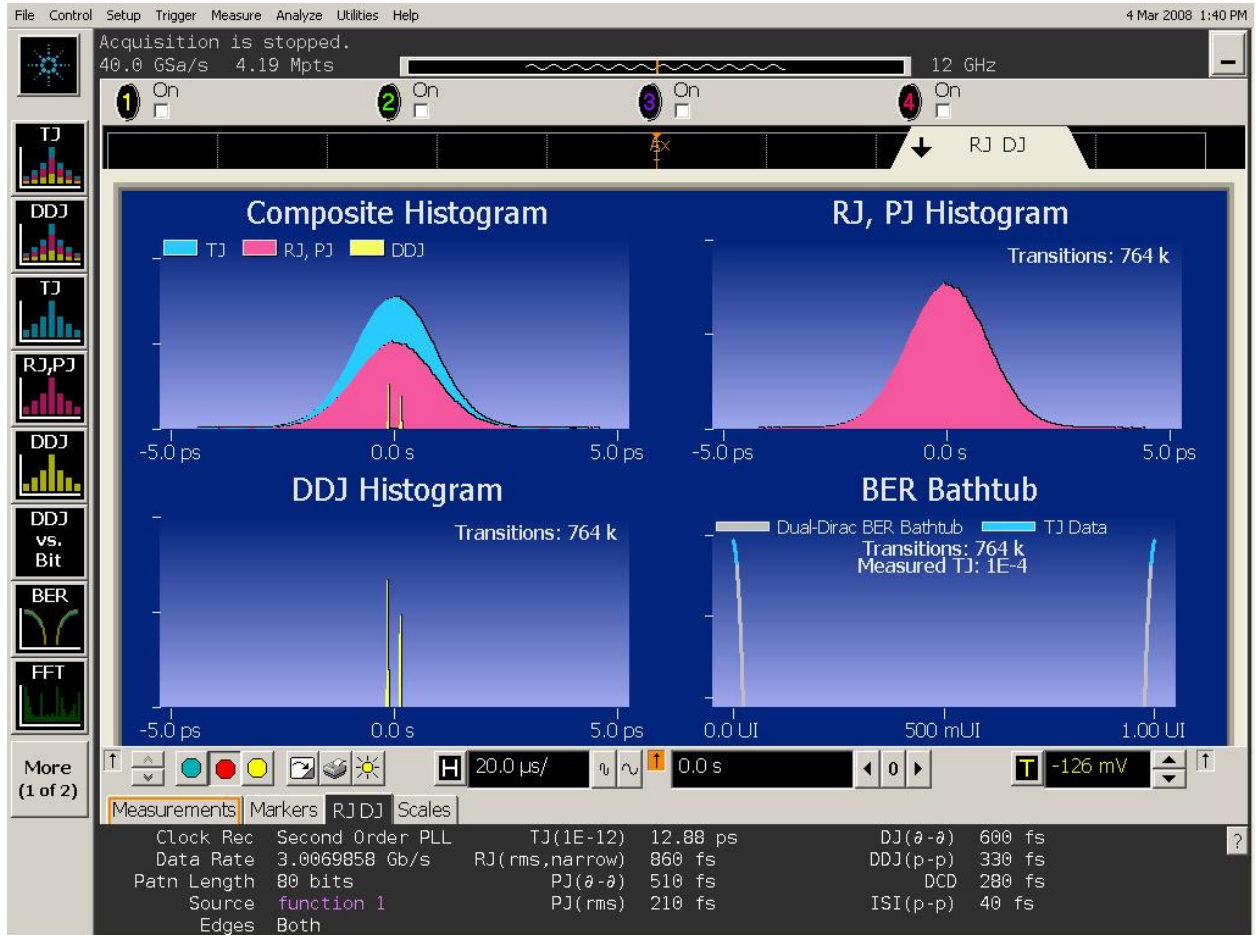 File Control Setup Trigger Measure Analyze Utilities Help 4 Mar 2008 1:40 PM
Acquisition is stopped.
40.0 GSa/s 4.19 Mpts 12 GHz
1 On 2 On 3 On 4 On
RJ DJ
TJ
DDJ
TJ
RJ,PJ
DDJ
DDJ
vs.
Bit
BER
FFT
More
(1 of 2)
Composite Histogram
TJ RJ, PJ DDJ
-5.0 ps 0.0 s 5.0 ps
RJ, PJ Histogram
Transitions: 764 k
-5.0 ps 0.0 s 5.0 ps
DDJ Histogram
Transitions: 764 k
-5.0 ps 0.0 s 5.0 ps
BER Bathtub
Dual-Dirac BER Bathtub TJ Data
Transitions: 764 k
Measured TJ: 1E-4
0.0 UI 500 mUI 1.00 UI
H 20.0 µs/ 0.0 s 0 T -126 mV
Measurements Markers RJDJ Scales
Clock Rec Second Order PLL TJ(1E-12) 12.88 ps DJ(∂-∂) 600 fs
Data Rate 3.0069858 Gb/s RJ(rms,narrow) 860 fs DDJ(p-p) 330 fs
Patn Length 80 bits PJ(∂-∂) 510 fs DCD 280 fs
Source function 1 PJ(rms) 210 fs ISI(p-p) 40 fs
Edges Both
?